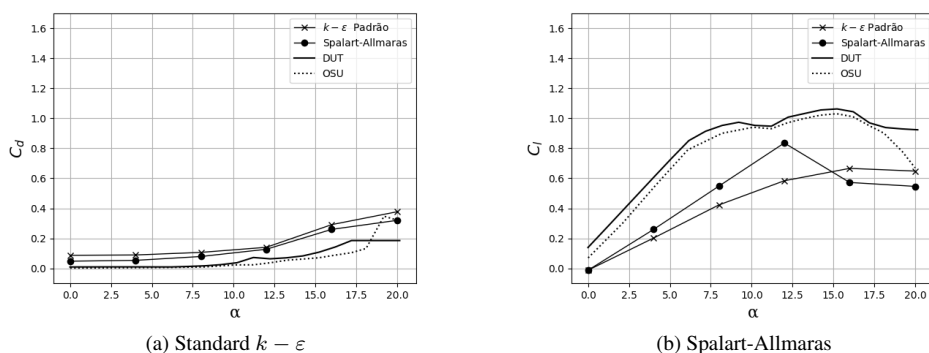 1.6
1.4
1.2
1.0
0.8
0.6
0.4
0.2
0.0
C_d
k − ε Padrão
Spalart-Allmaras
DUT
OSU
0.0 2.5 5.0 7.5 10.0 12.5 15.0 17.5 20.0
α
(a) Standard k − ε
1.6
1.4
1.2
1.0
0.8
0.6
0.4
0.2
0.0
C_l
k − ε Padrão
Spalart-Allmaras
DUT
OSU
0.0 2.5 5.0 7.5 10.0 12.5 15.0 17.5 20.0
α
(b) Spalart-Allmaras